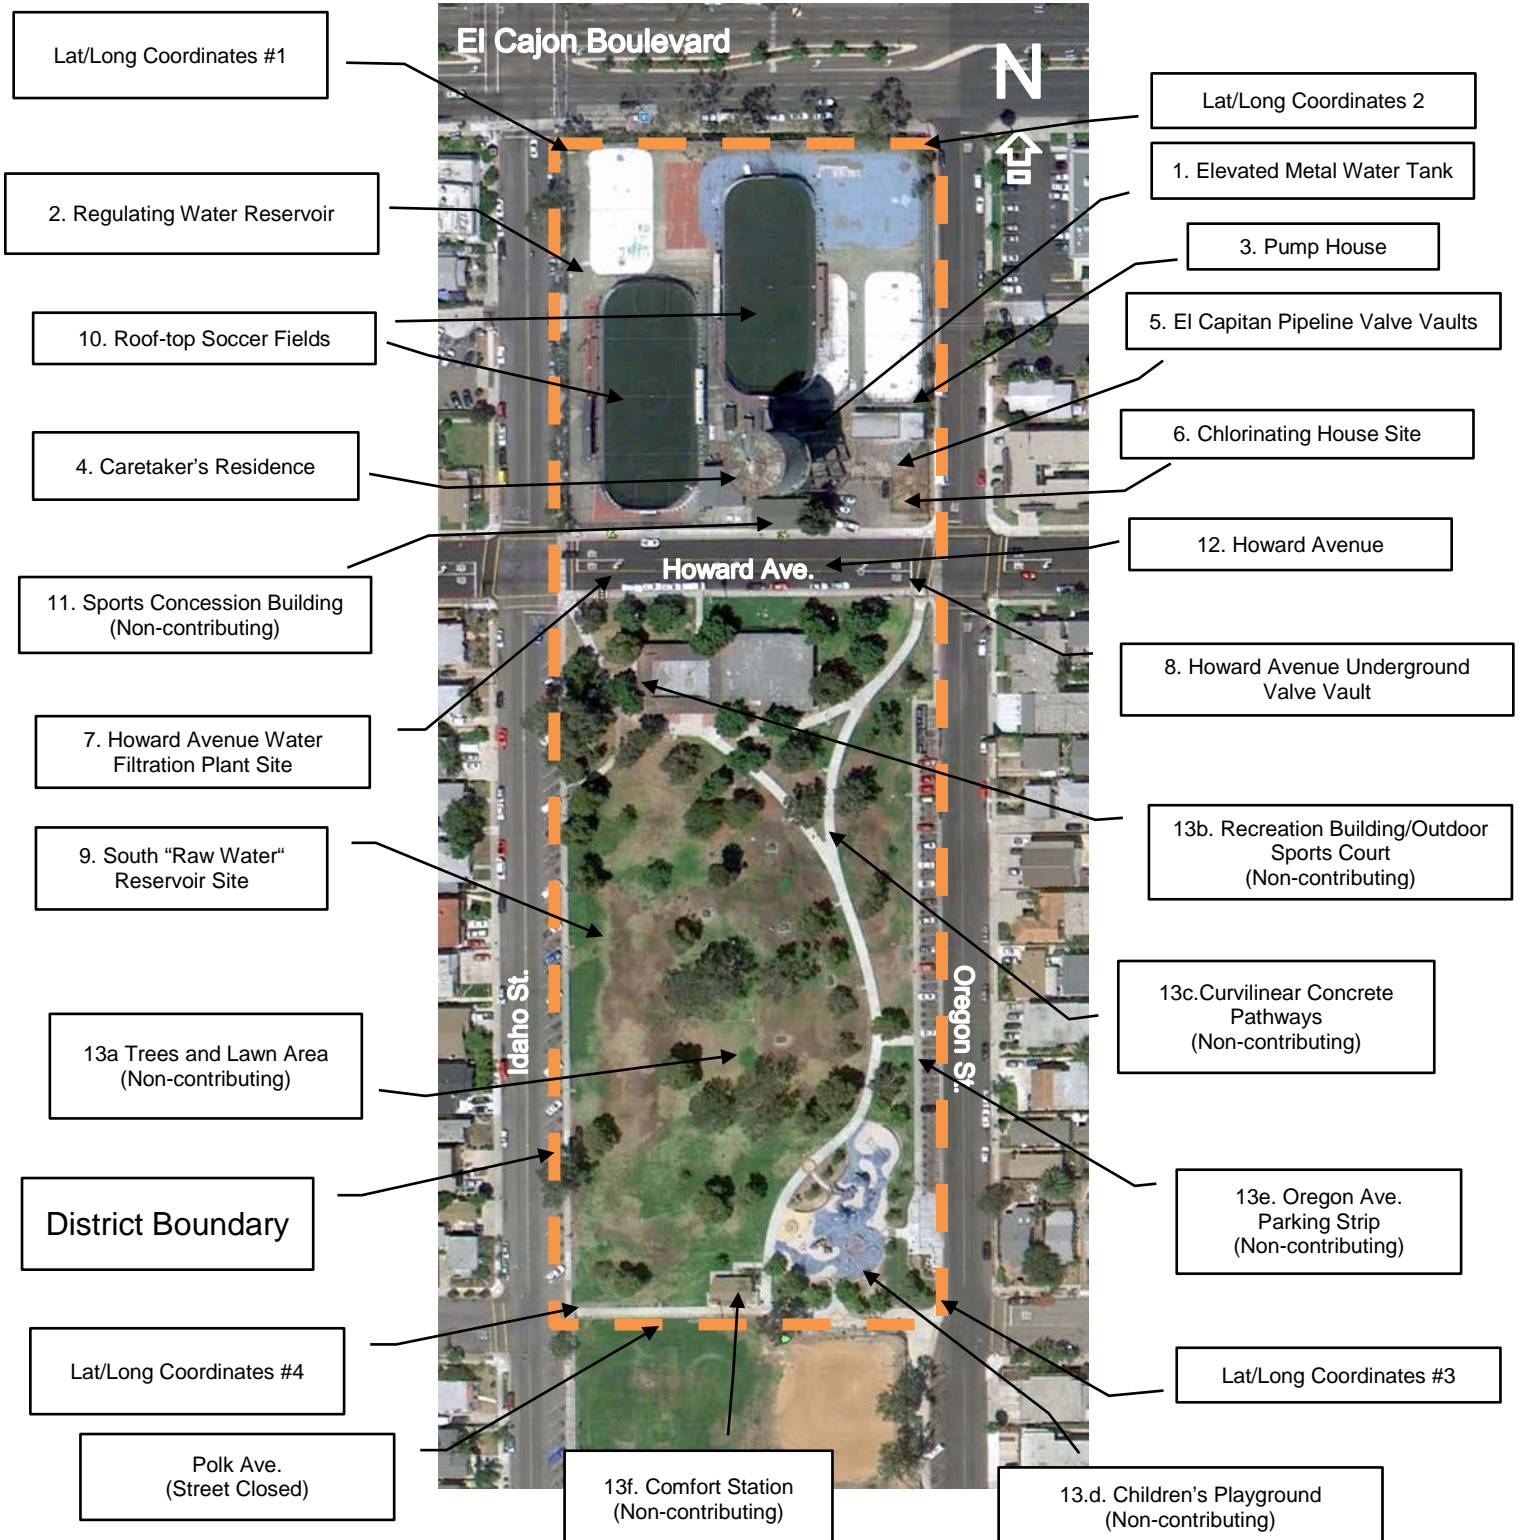 El Cajon Boulevard
N
Lat/Long Coordinates #1
Lat/Long Coordinates 2
1. Elevated Metal Water Tank
2. Regulating Water Reservoir
3. Pump House
5. El Capitan Pipeline Valve Vaults
10. Roof-top Soccer Fields
6. Chlorinating House Site
4. Caretaker’s Residence
12. Howard Avenue
Howard Ave.
11. Sports Concession Building
(Non-contributing)
8. Howard Avenue Underground
Valve Vault
7. Howard Avenue Water
Filtration Plant Site
13b. Recreation Building/Outdoor
Sports Court
(Non-contributing)
9. South “Raw Water“
Reservoir Site
Idaho St.
Oregon St.
13c.Curvilinear Concrete
Pathways
(Non-contributing)
13a Trees and Lawn Area
(Non-contributing)
District Boundary
13e. Oregon Ave.
Parking Strip
(Non-contributing)
Lat/Long Coordinates #4
Lat/Long Coordinates #3
Polk Ave.
(Street Closed)
13f. Comfort Station
(Non-contributing)
13.d. Children’s Playground
(Non-contributing)